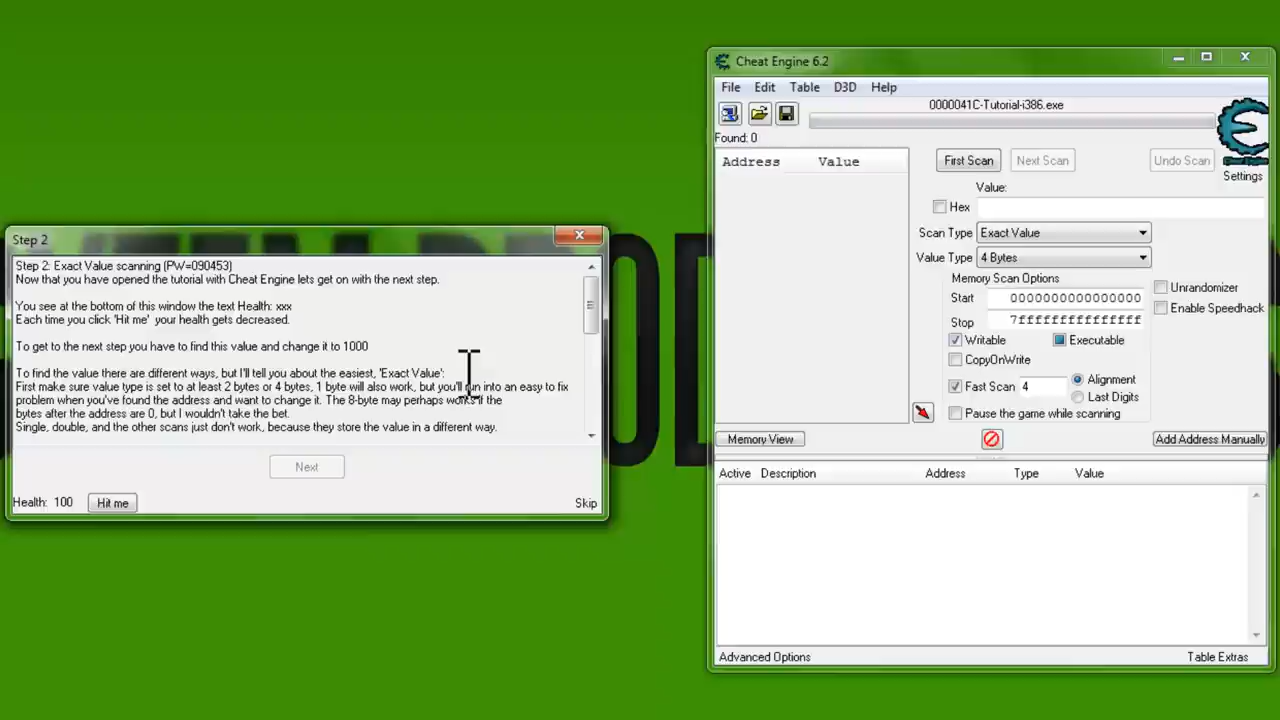 Step 2
Step 2: Exact Value scanning (PW=090453)
Now that you have opened the tutorial with Cheat Engine lets get on with the next step.
You see at the bottom of this window the text Health: xxx
Each time you click 'Hit me' your health gets decreased.
To get to the next step you have to find this value and change it to 1000
To find the value there are different ways, but I'll tell you about the easiest, 'Exact Value':
First make sure value type is set to at least 2 bytes or 4 bytes, 1 byte will also work, but you'll run into an easy to fix
problem when you've found the address and want to change it. The 8-byte may perhaps works if the
bytes after the address are 0, but I wouldn't take the bet.
Single, double, and the other scans just don't work, because they store the value in a different way.
Next
Health: 100
Hit me
Skip
Cheat Engine 6.2
File Edit Table D3D Help
0000041C-Tutorial-i386.exe
Found: 0
Address Value
First Scan Next Scan Undo Scan
Settings
Value:
Hex
Scan Type Exact Value
Value Type 4 Bytes
Memory Scan Options
Start 0000000000000000
Stop 7fffffffffffffff
Unrandomizer
Enable Speedhack
Writable Executable
CopyOnWrite
Fast Scan 4 Alignment
Last Digits
Pause the game while scanning
Memory View
Add Address Manually
Active Description Address Type Value
Advanced Options
Table Extras